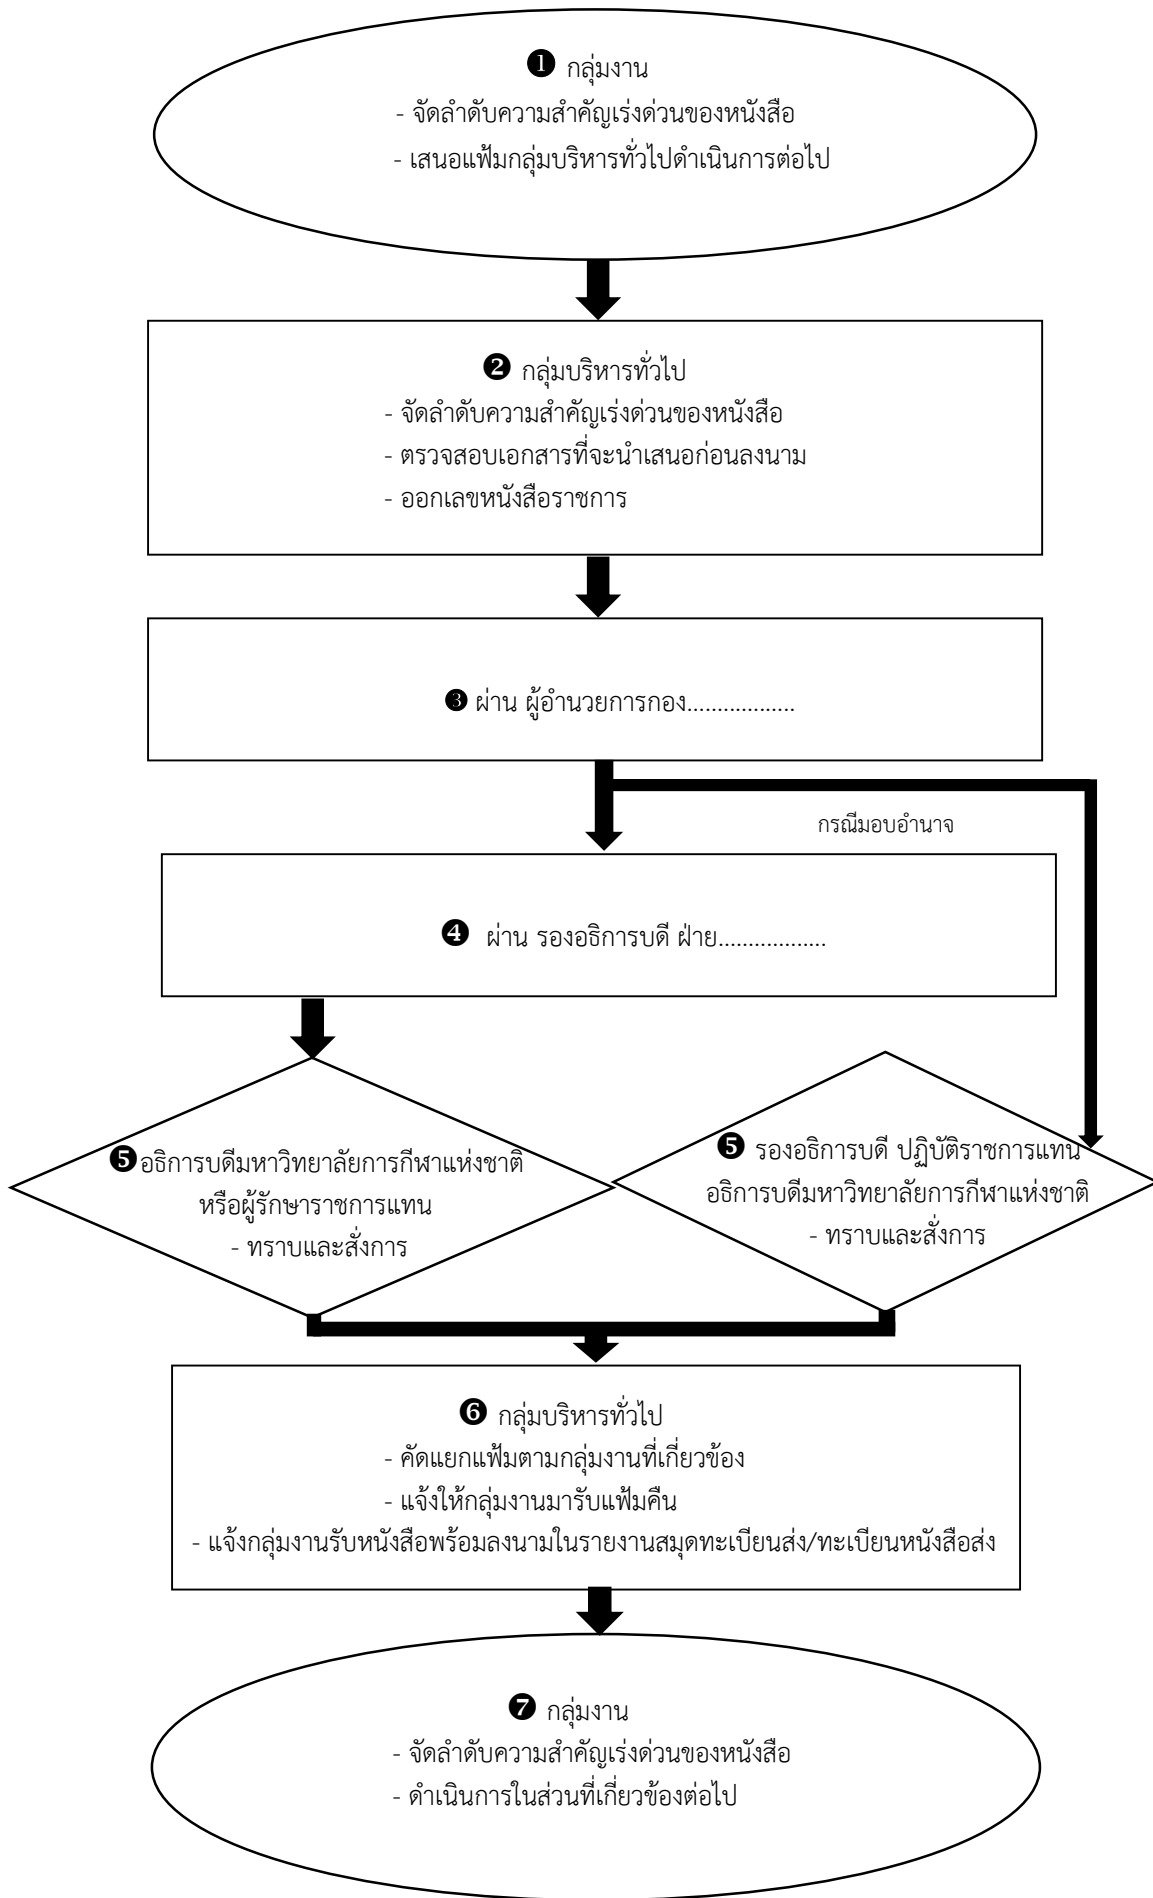 ❶ กลุ่มงาน
- จัดลำดับความสำคัญเร่งด่วนของหนังสือ
- เสนอแฟ้มกลุ่มบริหารทั่วไปดำเนินการต่อไป
❷ กลุ่มบริหารทั่วไป
- จัดลำดับความสำคัญเร่งด่วนของหนังสือ
- ตรวจสอบเอกสารที่จะนำเสนอก่อนลงนาม
- ออกเลขหนังสือราชการ
❸ ผ่าน ผู้อำนวยการกอง..................
กรณีมอบอำนาจ
❹ ผ่าน รองอธิการบดี ฝ่าย..................
❺อธิการบดีมหาวิทยาลัยการกีฬาแห่งชาติ
หรือผู้รักษาราชการแทน
- ทราบและสั่งการ
❺ รองอธิการบดี ปฏิบัติราชการแทน
อธิการบดีมหาวิทยาลัยการกีฬาแห่งชาติ
- ทราบและสั่งการ
❻ กลุ่มบริหารทั่วไป
- คัดแยกแฟ้มตามกลุ่มงานที่เกี่ยวข้อง
- แจ้งให้กลุ่มงานมารับแฟ้มคืน
- แจ้งกลุ่มงานรับหนังสือพร้อมลงนามในรายงานสมุดทะเบียนส่ง/ทะเบียนหนังสือส่ง
❼ กลุ่มงาน
- จัดลำดับความสำคัญเร่งด่วนของหนังสือ
- ดำเนินการในส่วนที่เกี่ยวข้องต่อไป